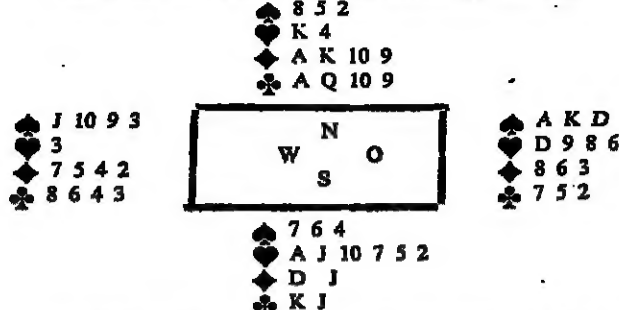 ♠ 8 5 2
♥ K 4
♦ A K 10 9
♣ A Q 10 9
♠ J 10 9 3
♥ 3
♦ 7 5 4 2
♣ 8 6 4 3
N
W O
S
♠ A K D
♥ D 9 8 6
♦ 8 6 3
♣ 7 5 2
♠ 7 6 4
♥ A J 10 7 5 2
♦ D J
♣ K J